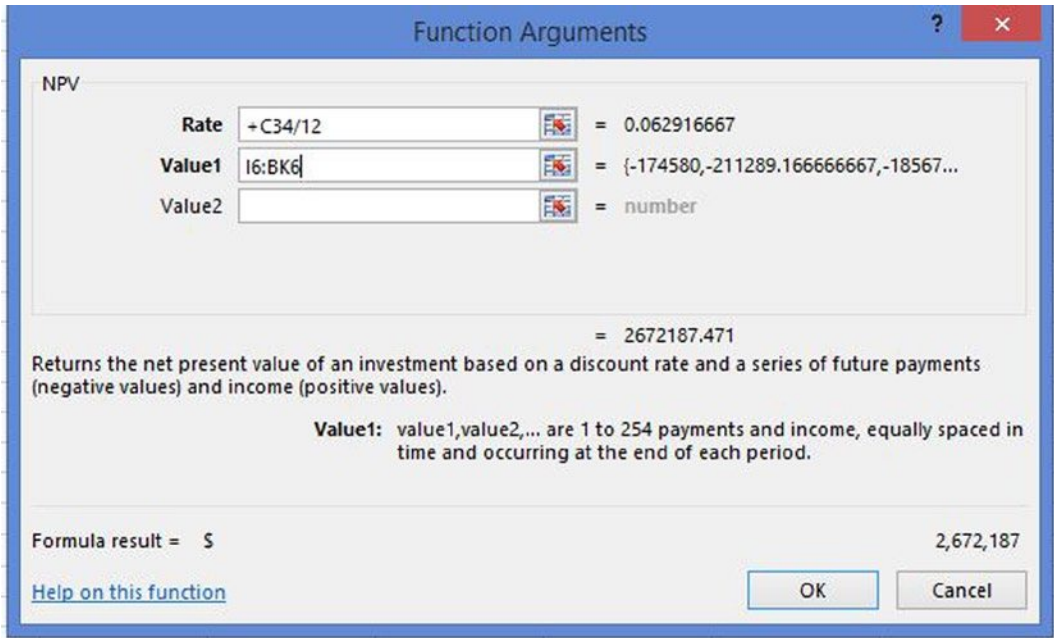 Function Arguments
?
NPV
Rate +C34/12 = 0.062916667
Value1 I6:BK6 = {-174580,-211289.166666667,-18567...
Value2 = number
= 2672187.471
Returns the net present value of an investment based on a discount rate and a series of future payments
(negative values) and income (positive values).
Value1: value1,value2,... are 1 to 254 payments and income, equally spaced in
time and occurring at the end of each period.
Formula result = $ 2,672,187
Help on this function
OK
Cancel